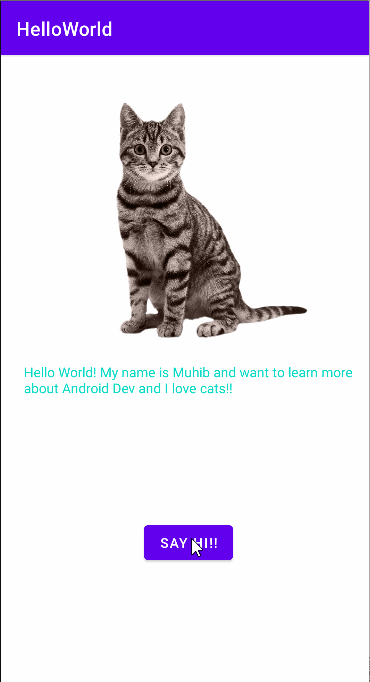 HelloWorld
Hello World! My name is Muhib and want to learn more
about Android Dev and I love cats!!
SAY HI!!